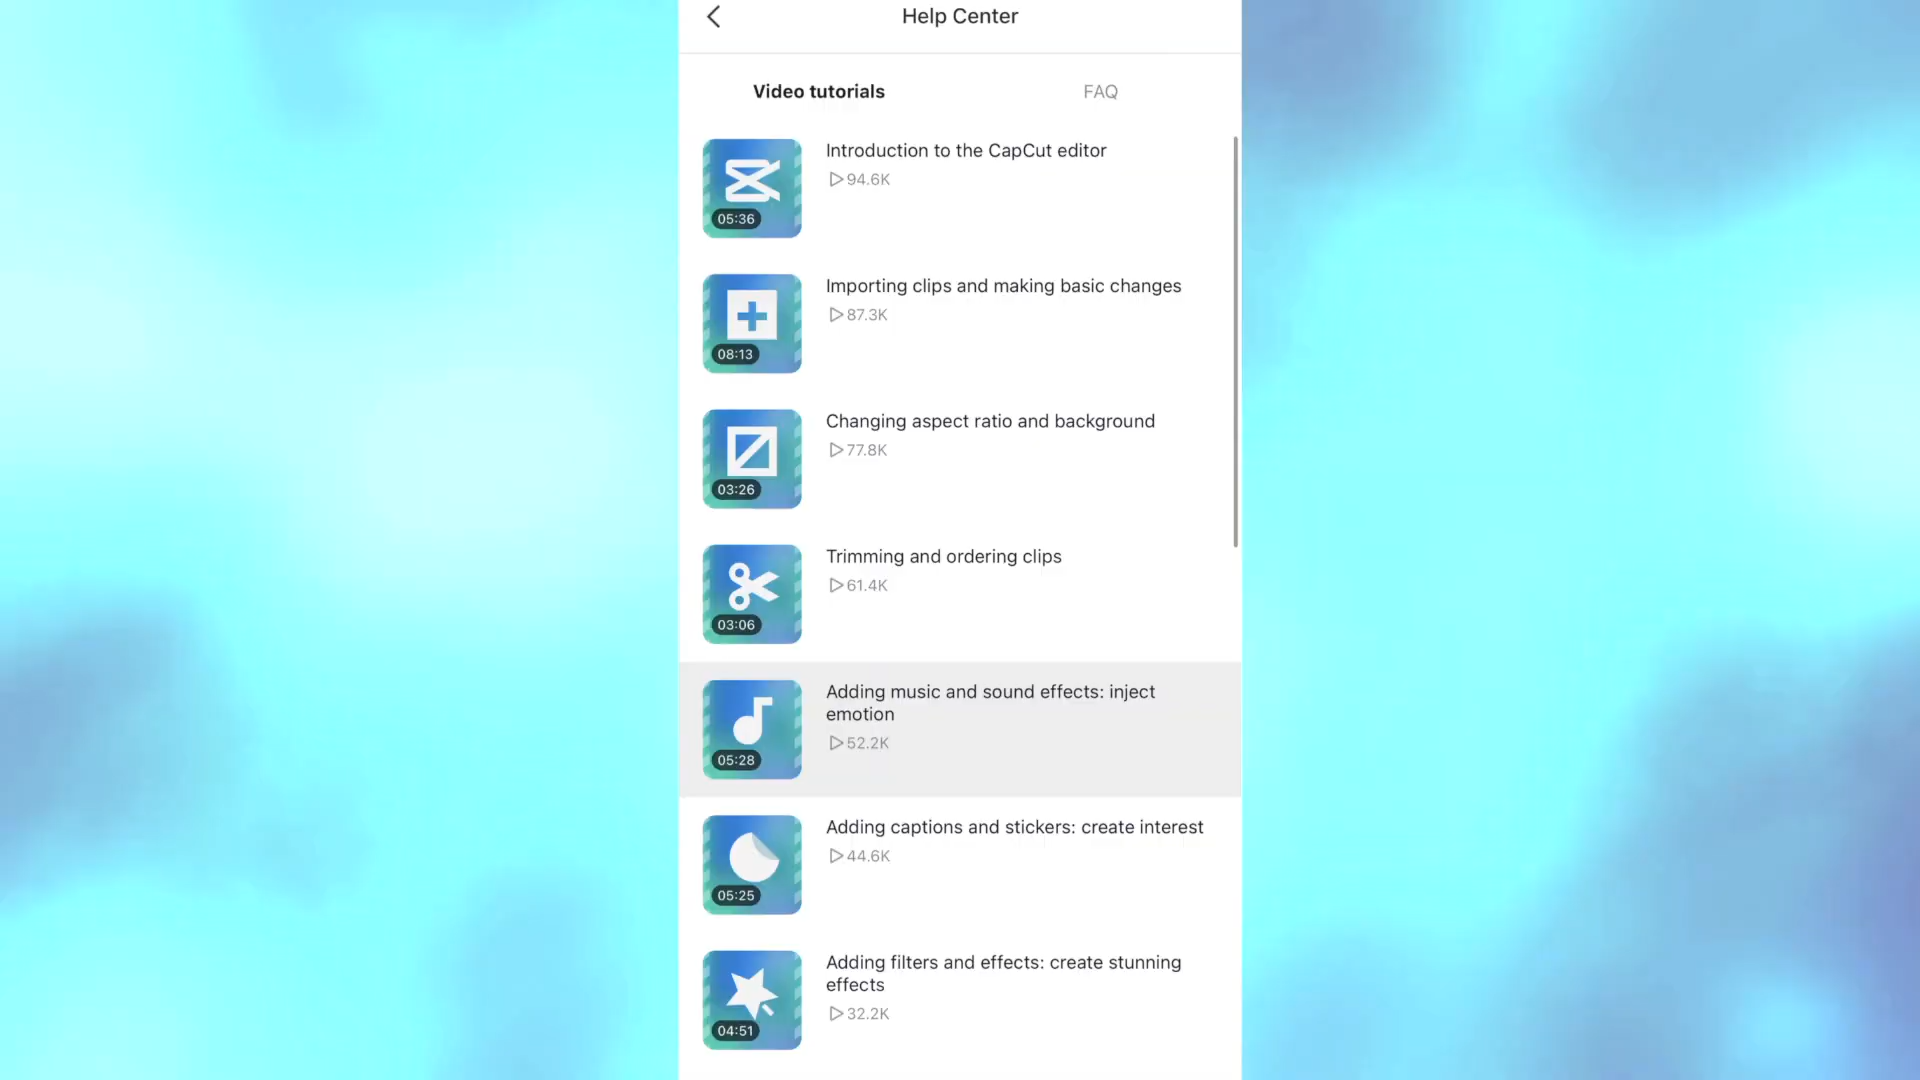 Help Center
Video tutorials
FAQ
Introduction to the CapCut editor
94.6K
05:36
Importing clips and making basic changes
87.3K
08:13
Changing aspect ratio and background
77.8K
03:26
Trimming and ordering clips
61.4K
03:06
Adding music and sound effects: inject
emotion
52.2K
05:28
Adding captions and stickers: create interest
44.6K
05:25
Adding filters and effects: create stunning
effects
32.2K
04:51